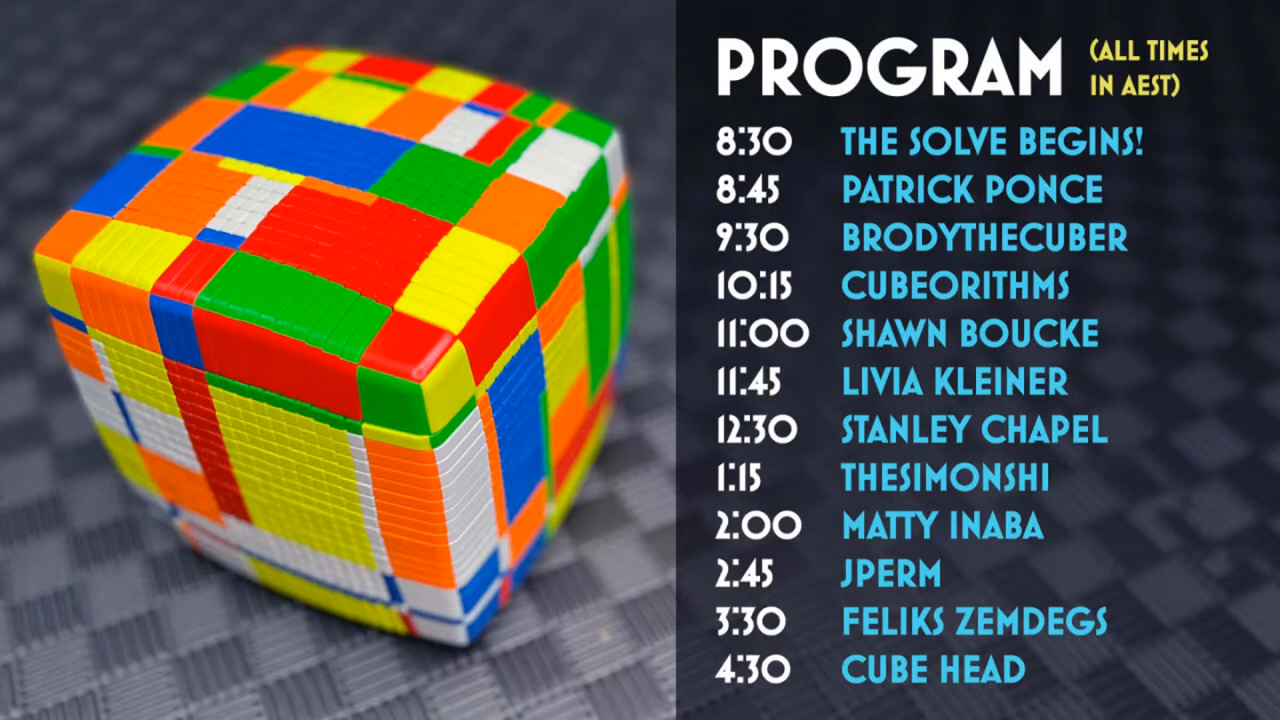 PROGRAM (ALL TIMES
IN AEST)
8:30 THE SOLVE BEGINS!
8:45 PATRICK PONCE
9:30 BRODYTHECUBER
10:15 CUBEORITHMS
11:00 SHAWN BOUCKE
11:45 LIVIA KLEINER
12:30 STANLEY CHAPEL
1:15 THESIMONSHI
2:00 MATTY INABA
2:45 JPERM
3:30 FELIKS ZEMDEGS
4:30 CUBE HEAD